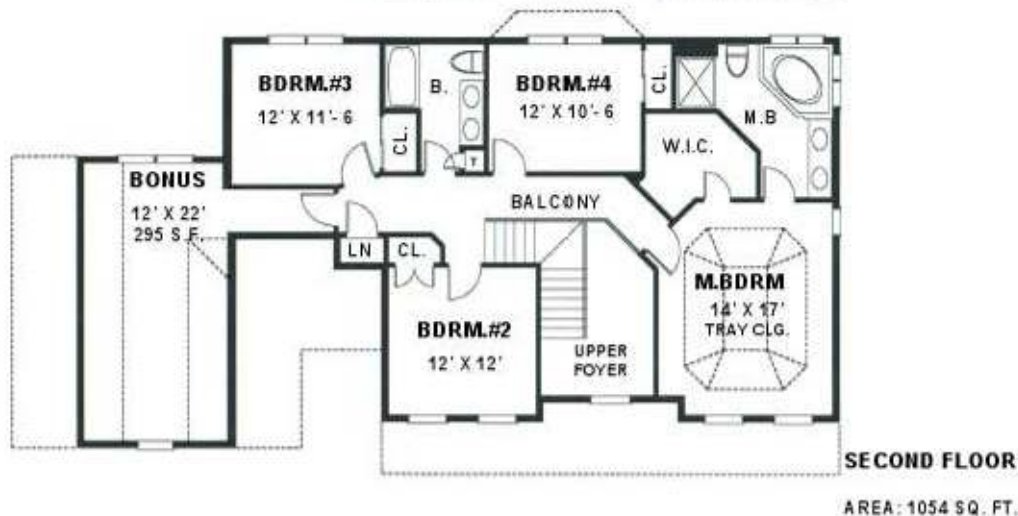 BDRM.#3
12' X 11'-6
CL.
B.
T
BDRM.#4
12' X 10'-6
CL.
M.B
W.I.C.
BONUS
12' X 22'
295 S.F.
BALCONY
LN
CL.
BDRM.#2
12' X 12'
UPPER
FOYER
M.BDRM
14' X 17'
TRAY CLG.
SECOND FLOOR
AREA: 1054 SQ. FT.